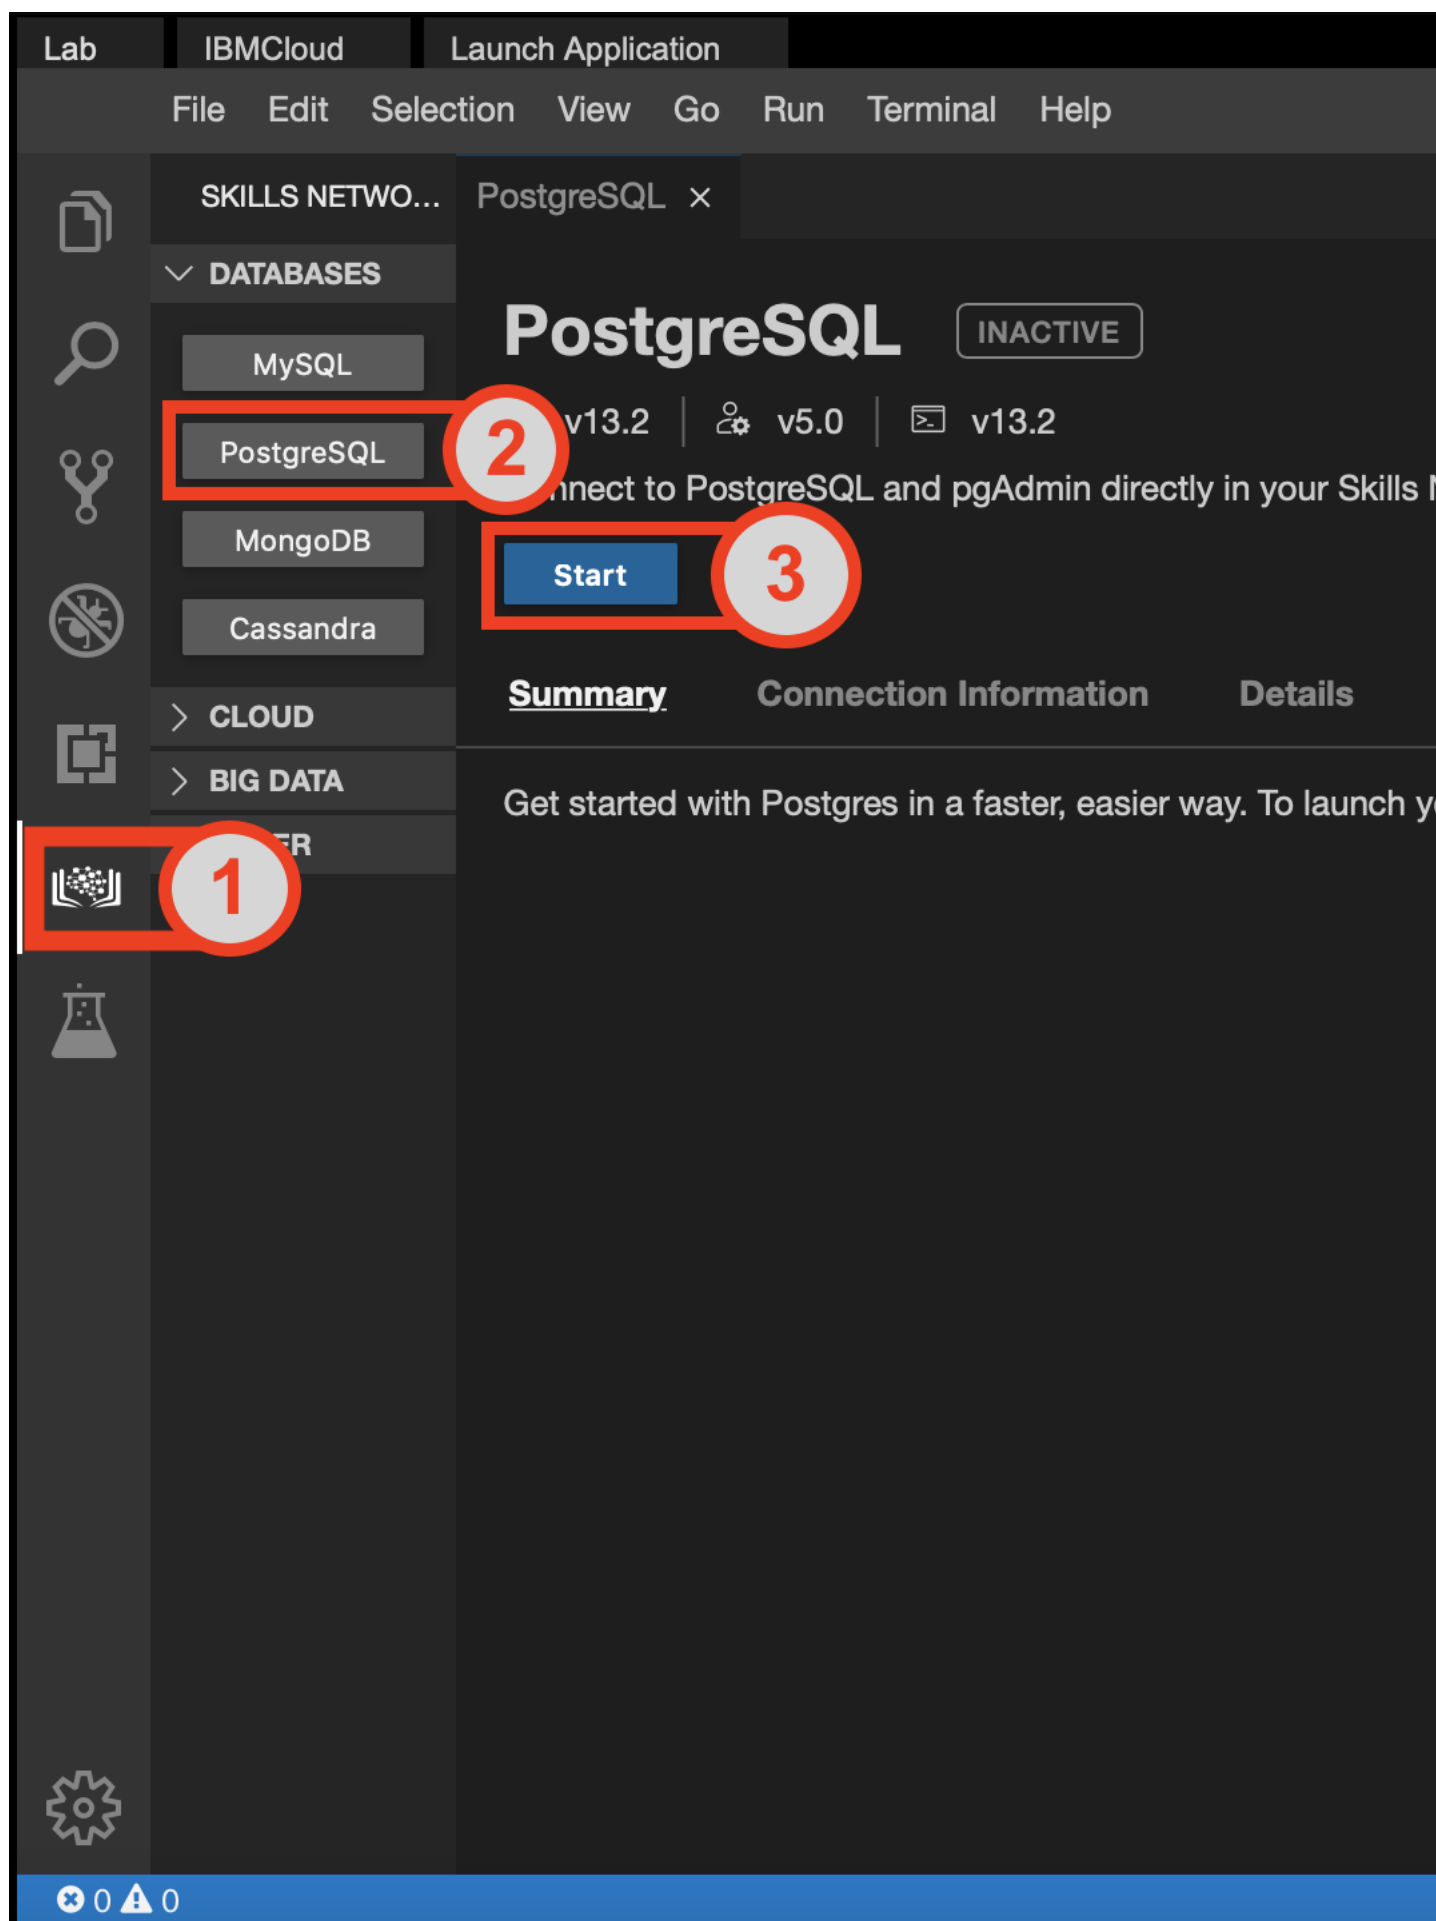 Lab IBMCloud Launch Application
File Edit Selection View Go Run Terminal Help
SKILLS NETWO... PostgreSQL ×
DATABASES
PostgreSQL INACTIVE
MySQL
v13.2 v5.0 v13.2
PostgreSQL 2
to PostgreSQL and pgAdmin directly in your Skills
MongoDB
Start 3
Cassandra
Summary Connection Information Details
CLOUD
BIG DATA
Get started with Postgres in a faster, easier way. To launch
1
0 0